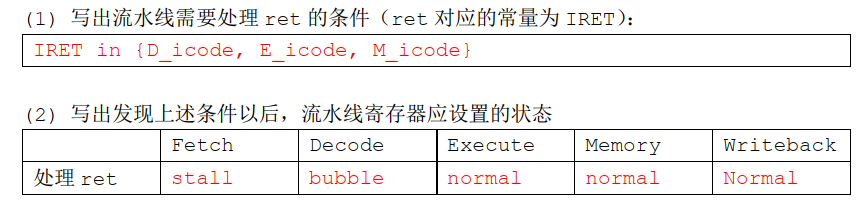 (1) 写出流水线需要处理 ret 的条件（ret 对应的常量为 IRET）：
IRET in {D_icode, E_icode, M_icode}
(2) 写出发现上述条件以后，流水线寄存器应设置的状态
Fetch Decode Execute Memory Writeback
处理 ret stall bubble normal normal Normal